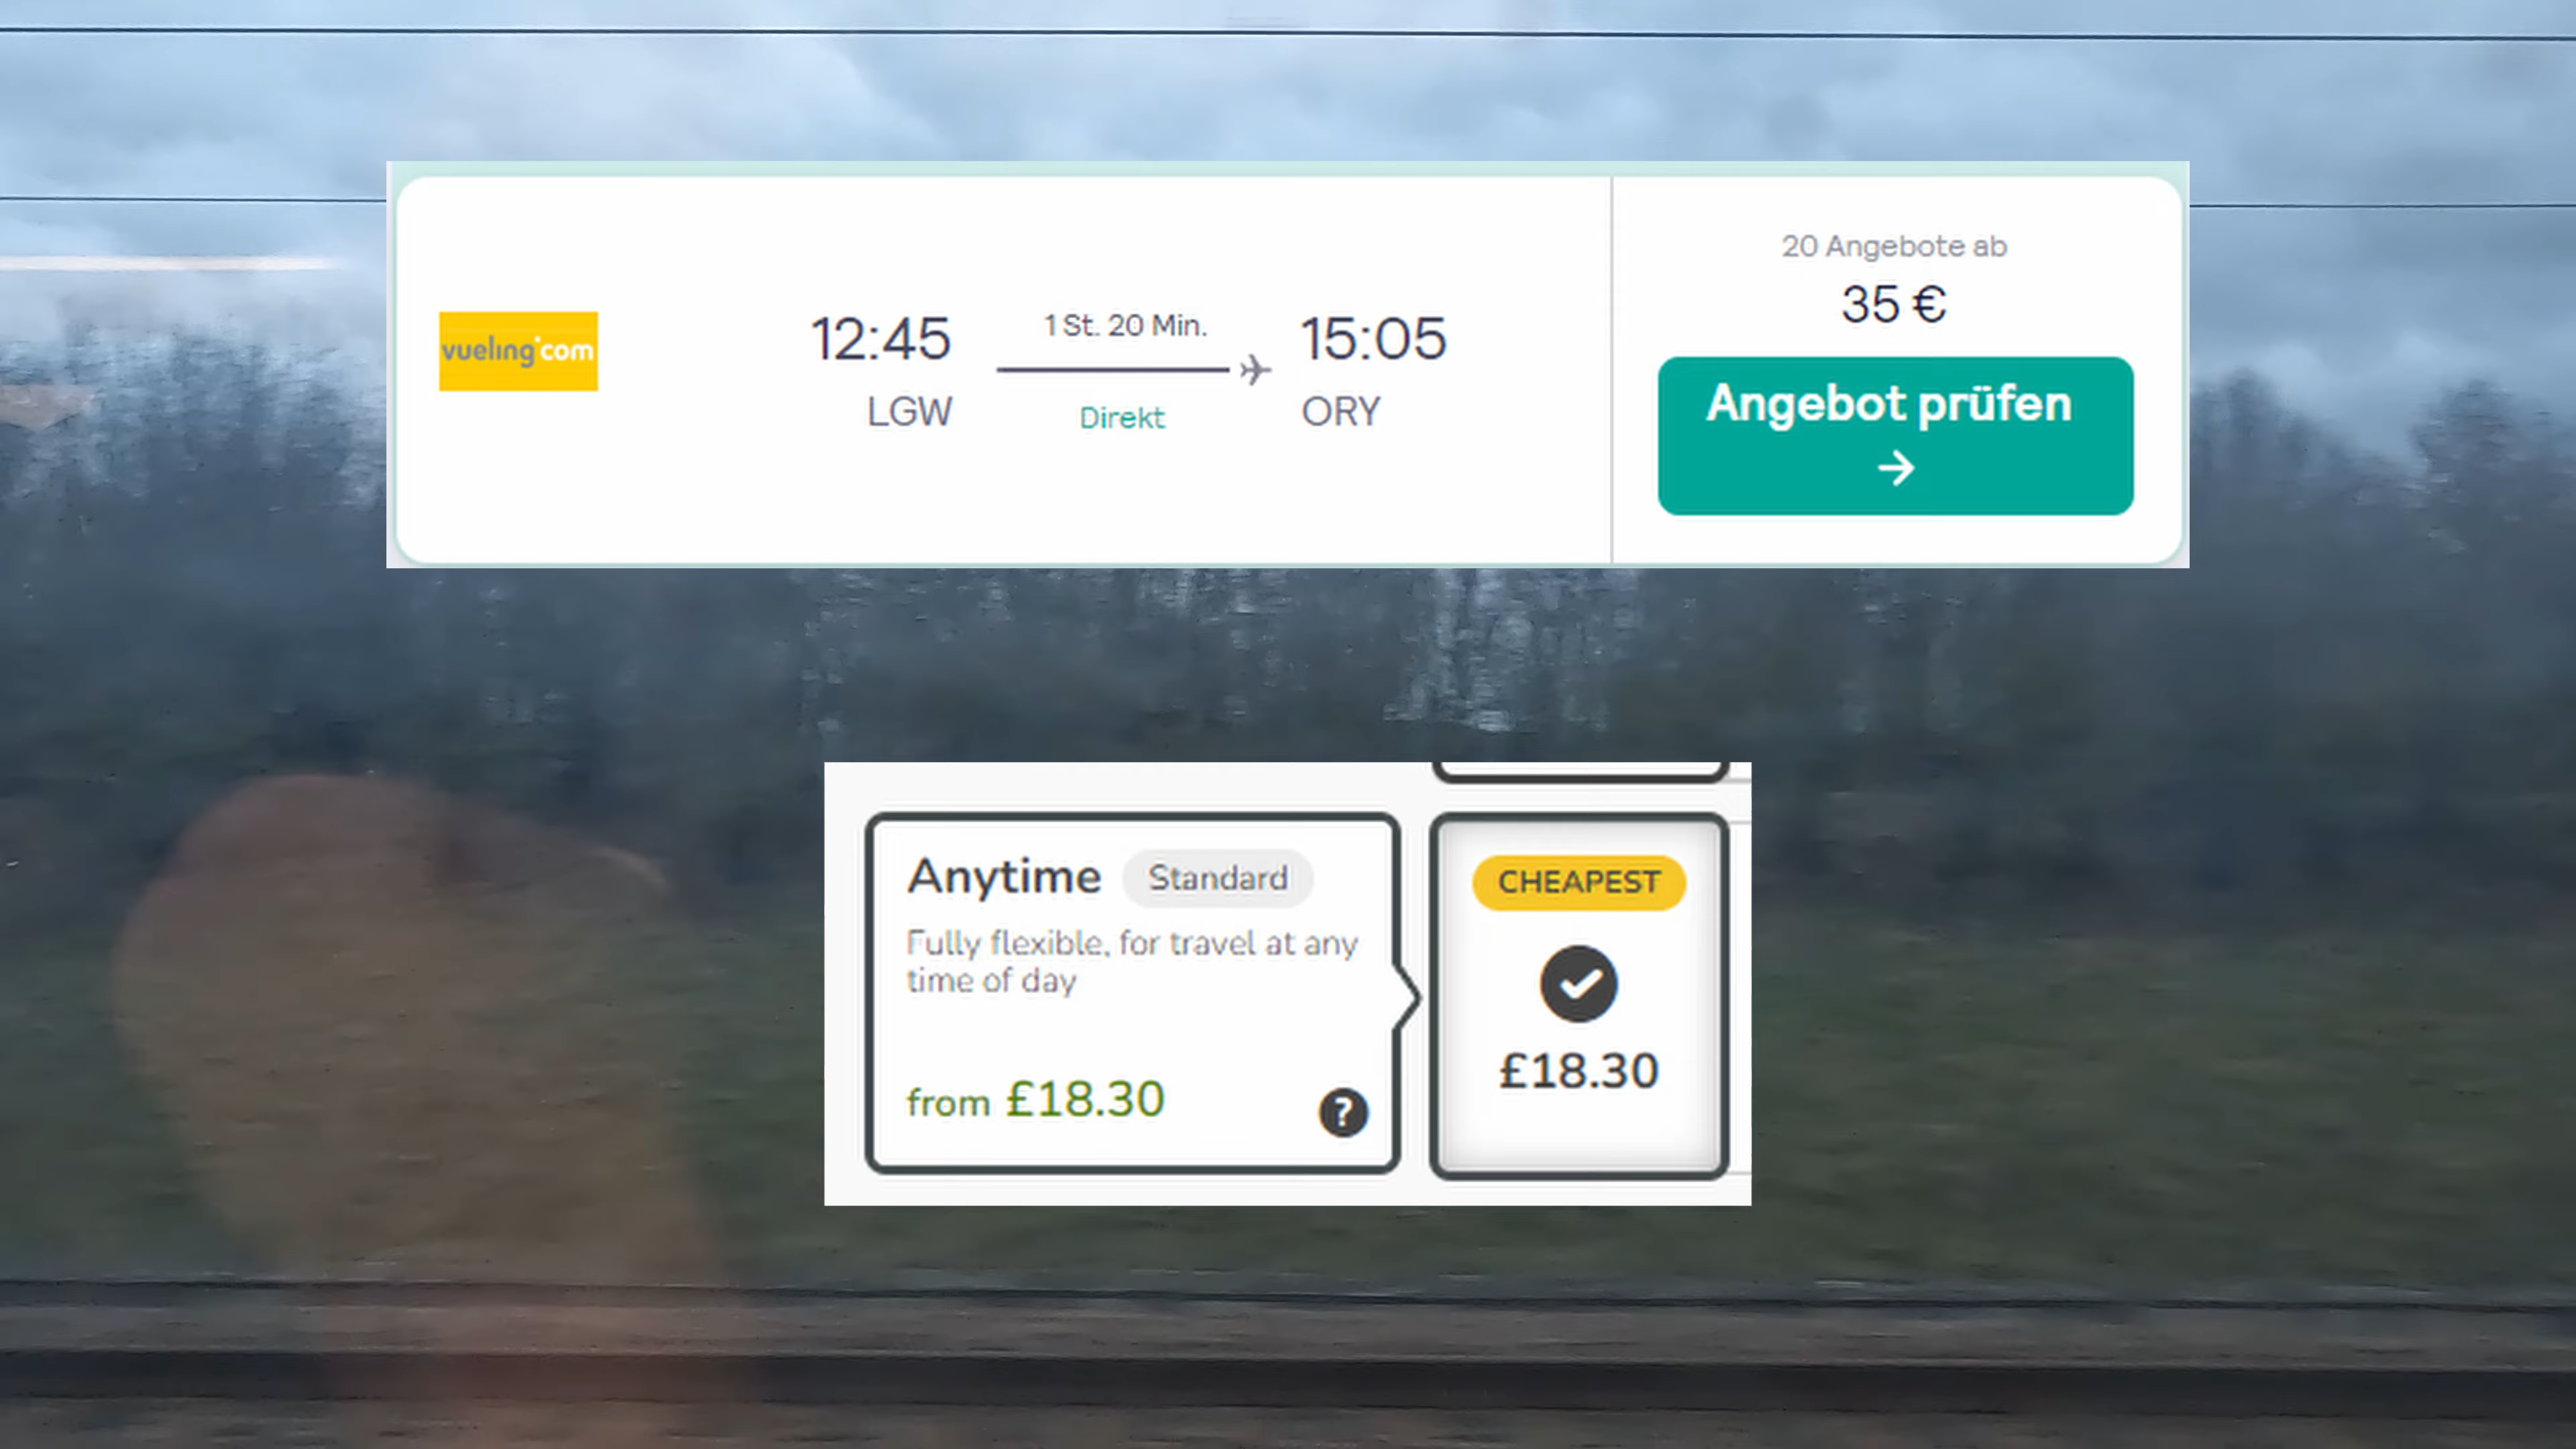 vueling.com
12:45
LGW
1 St. 20 Min.
Direkt
15:05
ORY
20 Angebote ab
35 €
Angebot prüfen
→
Anytime Standard
Fully flexible, for travel at any
time of day
from £18.30
?
CHEAPEST
£18.30